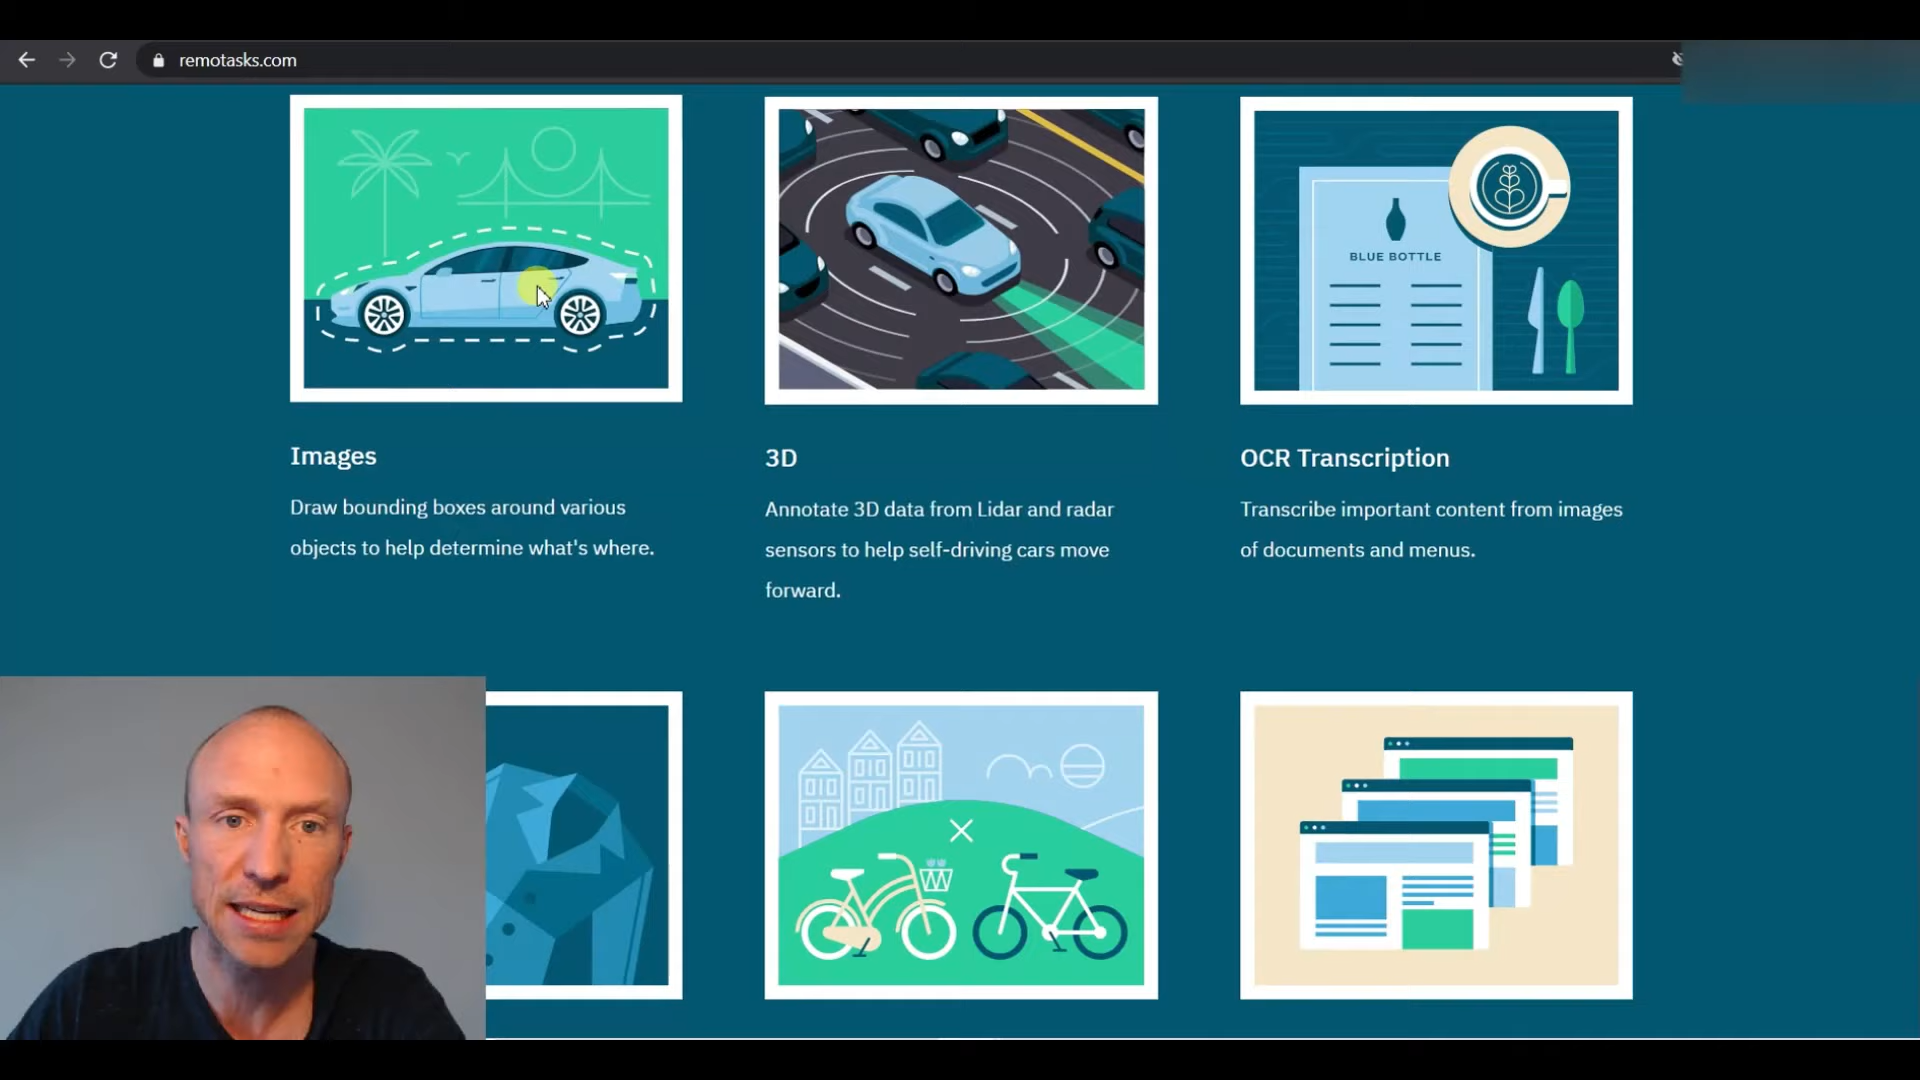 remotasks.com
BLUE BOTTLE
Images
Draw bounding boxes around various
objects to help determine what's where.
3D
Annotate 3D data from Lidar and radar
sensors to help self-driving cars move
forward.
OCR Transcription
Transcribe important content from images
of documents and menus.